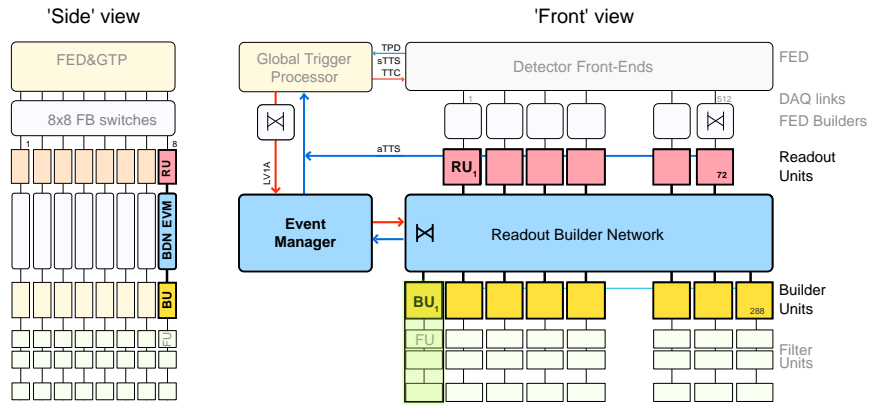 'Side' view
FED&GTP
8x8 FB switches
1
8
RU
BDN EVM
BU
FU
'Front' view
Global Trigger
Processor
TPD
sTTS
TTC
Detector Front-Ends
FED
1
512
DAQ links
FED Builders
LV1A
aTTS
RU1
72
Readout
Units
Event
Manager
Readout Builder Network
BU1
288
Builder
Units
FU
Filter
Units